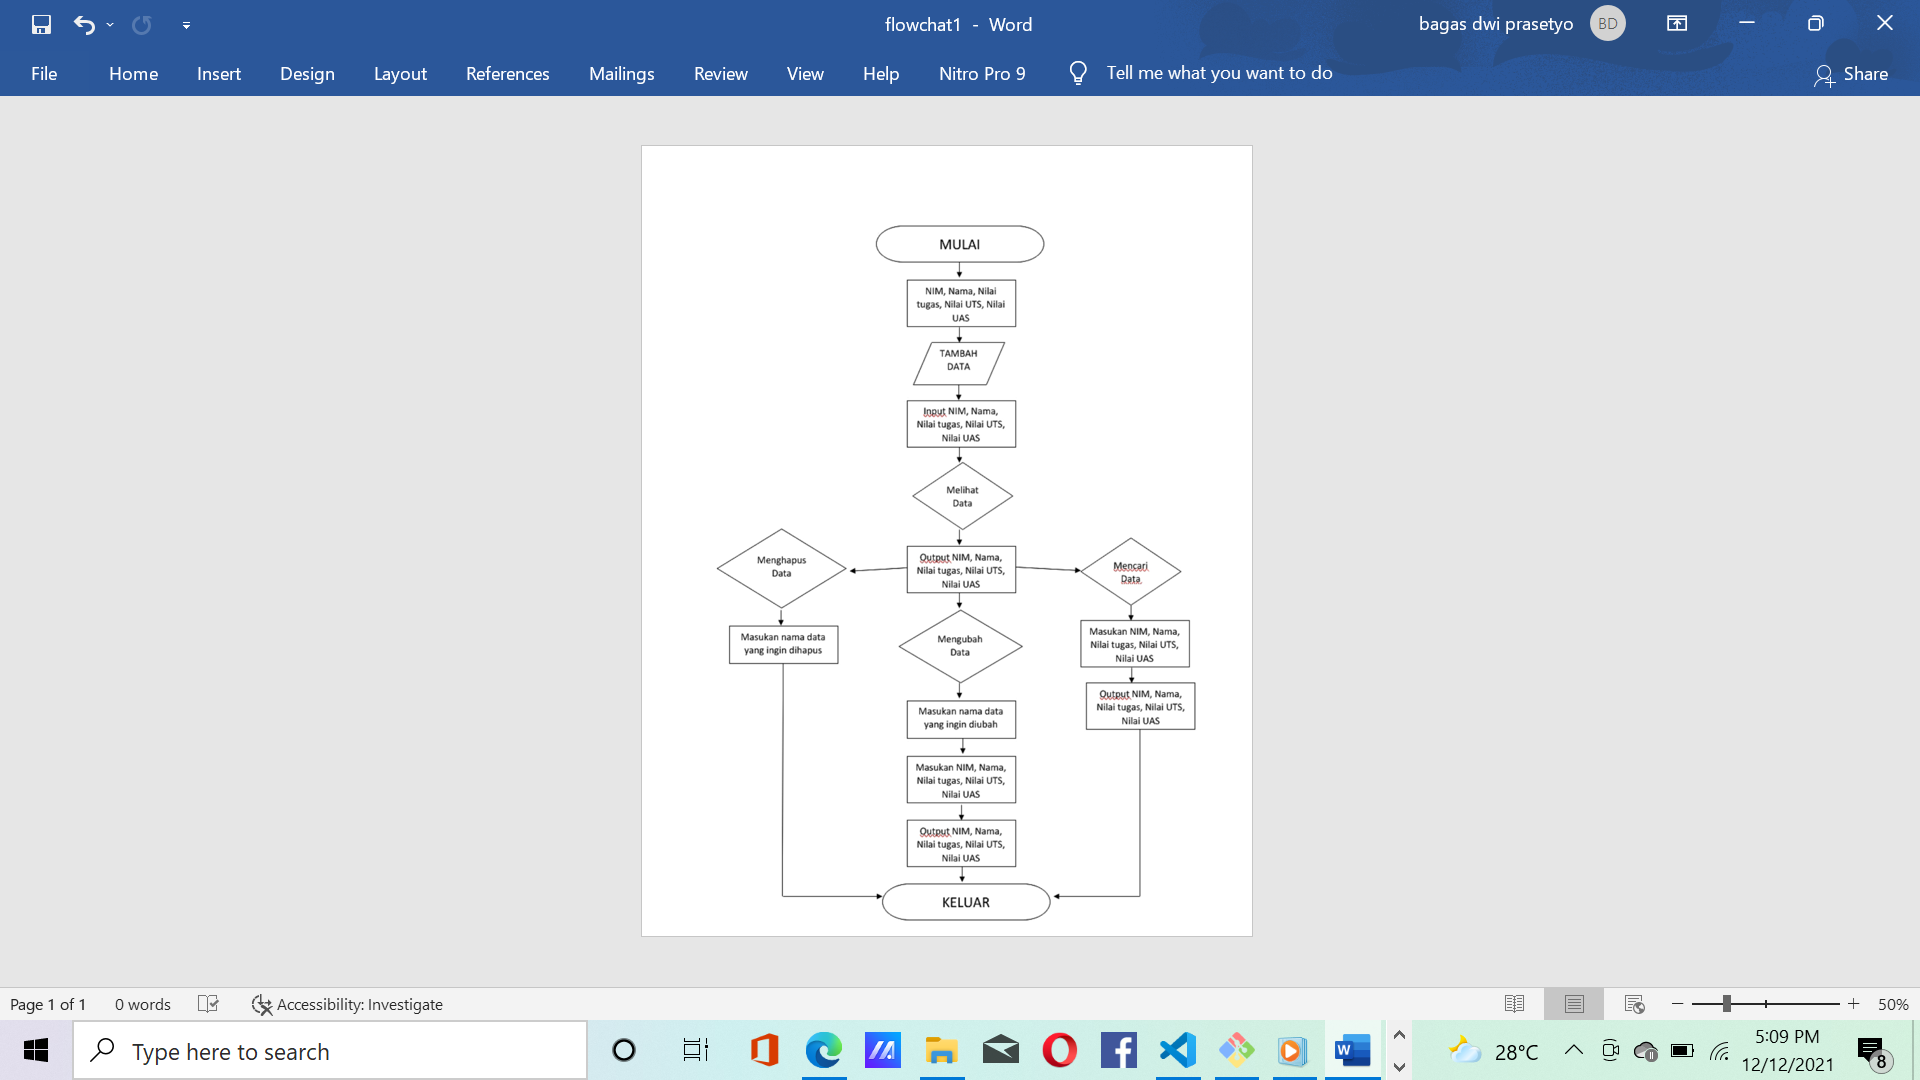 flowchat1 - Word
bagas dwi prasetyo
BD
File
Home
Insert
Design
Layout
References
Mailings
Review
View
Help
Nitro Pro 9
Tell me what you want to do
Share
MULAI
NIM, Nama, Nilai
tugas, Nilai UTS, Nilai
UAS
TAMBAH
DATA
Input NIM, Nama,
Nilai tugas, Nilai UTS,
Nilai UAS
Melihat
Data
Menghapus
Data
Output NIM, Nama,
Nilai tugas, Nilai UTS,
Nilai UAS
Mencari
Data
Masukan nama data
yang ingin dihapus
Mengubah
Data
Masukan NIM, Nama,
Nilai tugas, Nilai UTS,
Nilai UAS
Output NIM, Nama,
Nilai tugas, Nilai UTS,
Nilai UAS
Masukan nama data
yang ingin diubah
Masukan NIM, Nama,
Nilai tugas, Nilai UTS,
Nilai UAS
Output NIM, Nama,
Nilai tugas, Nilai UTS,
Nilai UAS
KELUAR
Page 1 of 1
0 words
Accessibility: Investigate
50%
Type here to search
W
28°C
5:09 PM
12/12/2021
8